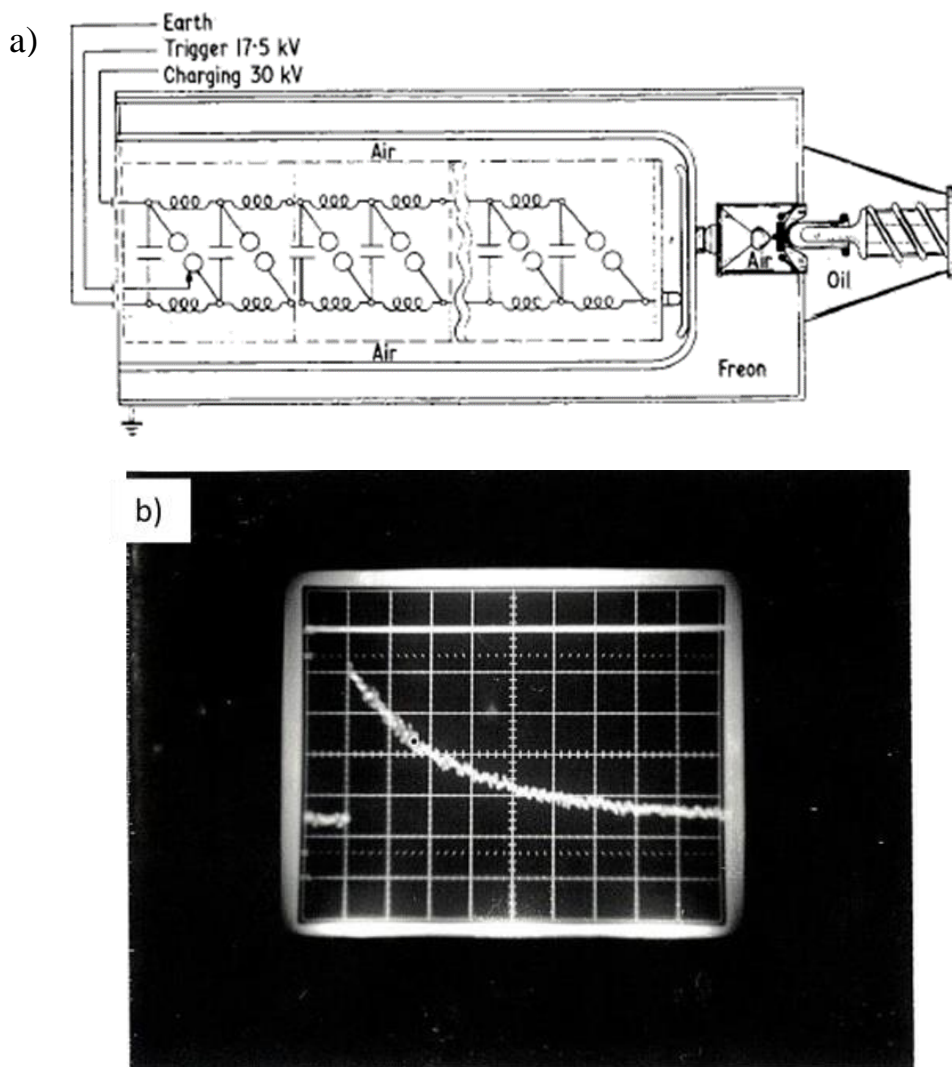 a)
Earth
Trigger 17·5 kV
Charging 30 kV
Air
Air
Oil
Air
Freon
b)